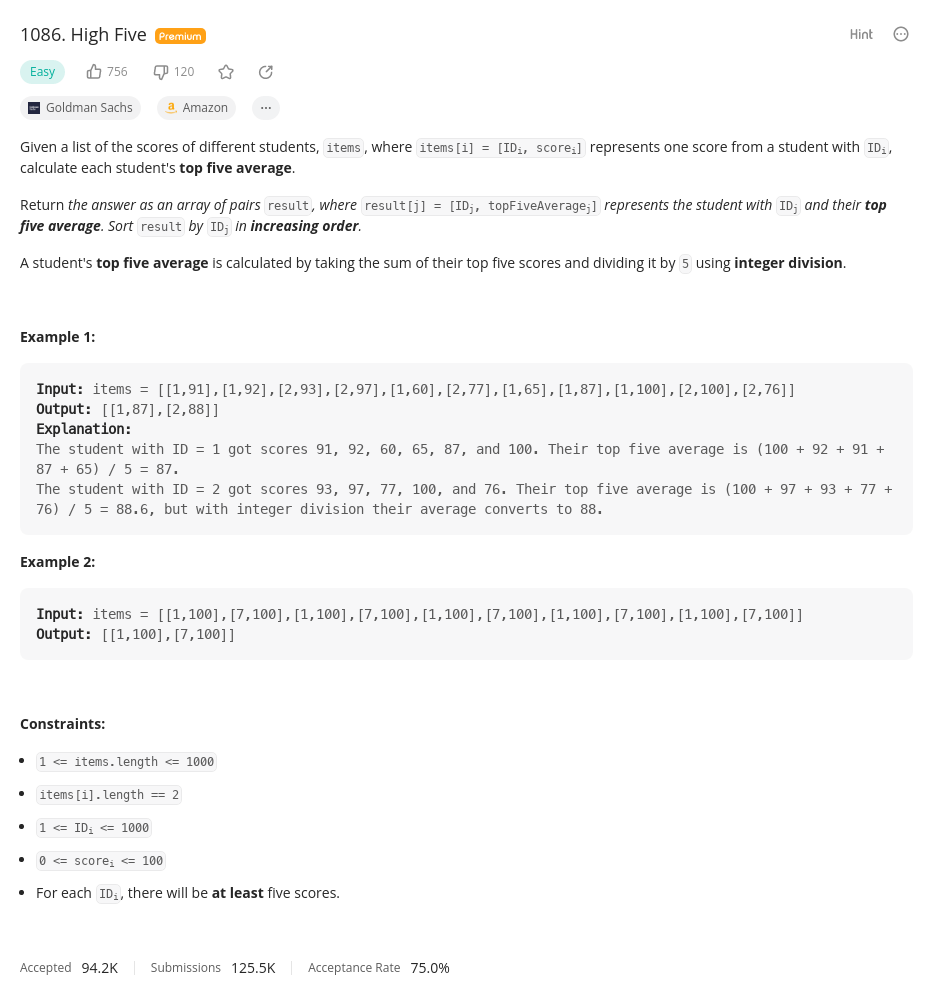 1086. High Five Premium Hint
Easy 756 120
Goldman Sachs a Amazon ...
Given a list of the scores of different students, items, where items[i] = [IDi, scorei] represents one score from a student with IDi,
calculate each student's top five average.
Return the answer as an array of pairs result, where result[j] = [IDj, topFiveAveragej] represents the student with IDj and their top
five average. Sort result by IDj in increasing order.
A student's top five average is calculated by taking the sum of their top five scores and dividing it by 5 using integer division.
Example 1:
Input: items = [[1,91],[1,92],[2,93],[2,97],[1,60],[2,77],[1,65],[1,87],[1,100],[2,100],[2,76]]
Output: [[1,87],[2,88]]
Explanation:
The student with ID = 1 got scores 91, 92, 60, 65, 87, and 100. Their top five average is (100 + 92 + 91 +
87 + 65) / 5 = 87.
The student with ID = 2 got scores 93, 97, 77, 100, and 76. Their top five average is (100 + 97 + 93 + 77 +
76) / 5 = 88.6, but with integer division their average converts to 88.
Example 2:
Input: items = [[1,100],[7,100],[1,100],[7,100],[1,100],[7,100],[1,100],[7,100],[1,100],[7,100]]
Output: [[1,100],[7,100]]
Constraints:
• 1 <= items.length <= 1000
• items[i].length == 2
• 1 <= IDi <= 1000
• 0 <= scorei <= 100
• For each IDi, there will be at least five scores.
Accepted 94.2K Submissions 125.5K Acceptance Rate 75.0%